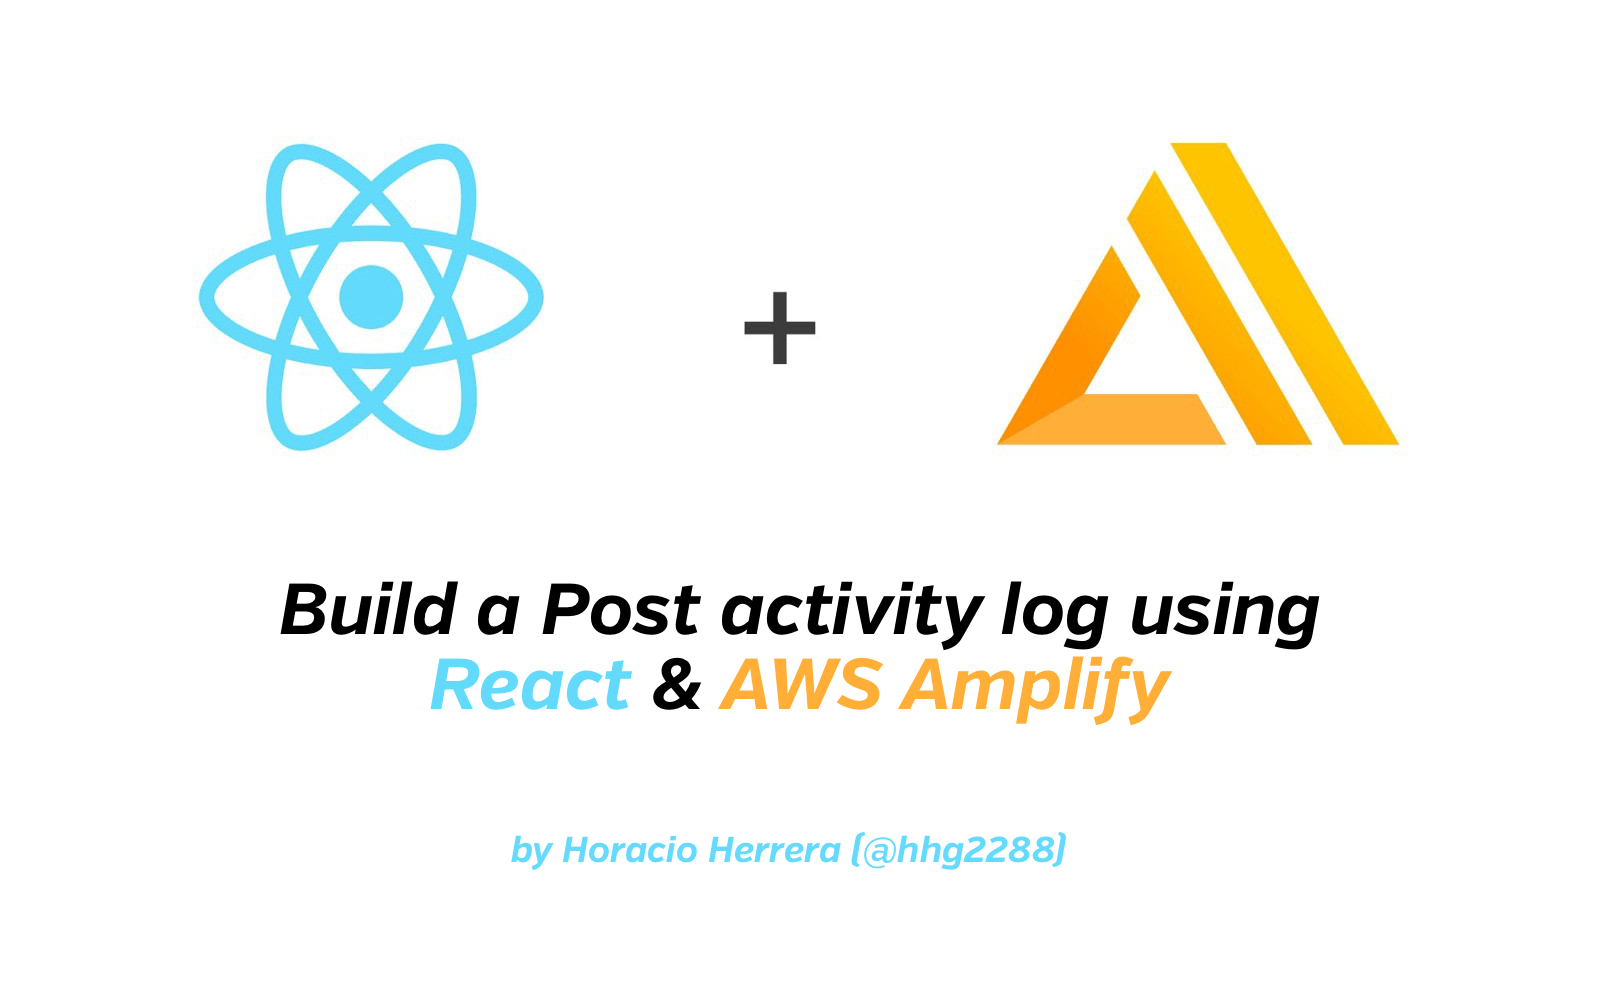 +
Build a Post activity log using
React & AWS Amplify
by Horacio Herrera (@hhg2288)